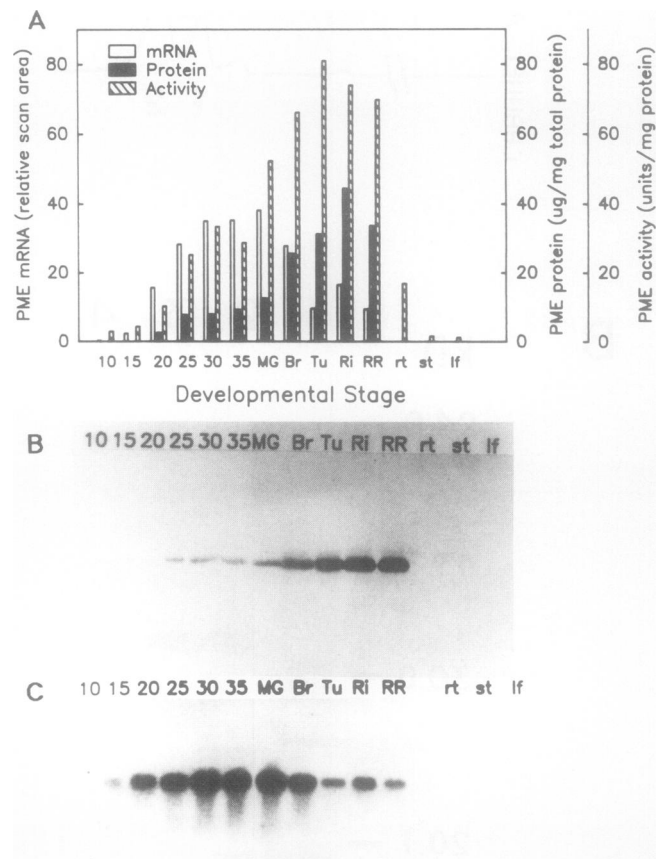 A
mRNA
Protein
Activity
PME mRNA (relative scan area)
80
60
40
20
0
80
60
40
20
0
PME protein (ug/mg total protein)
80
60
40
20
0
PME activity (units/mg protein)
10 15 20 25 30 35 MG Br Tu Ri RR rt st lf
Developmental Stage
B
10 15 20 25 30 35 MG Br Tu Ri RR rt st lf
C
10 15 20 25 30 35 MG Br Tu Ri RR rt st lf